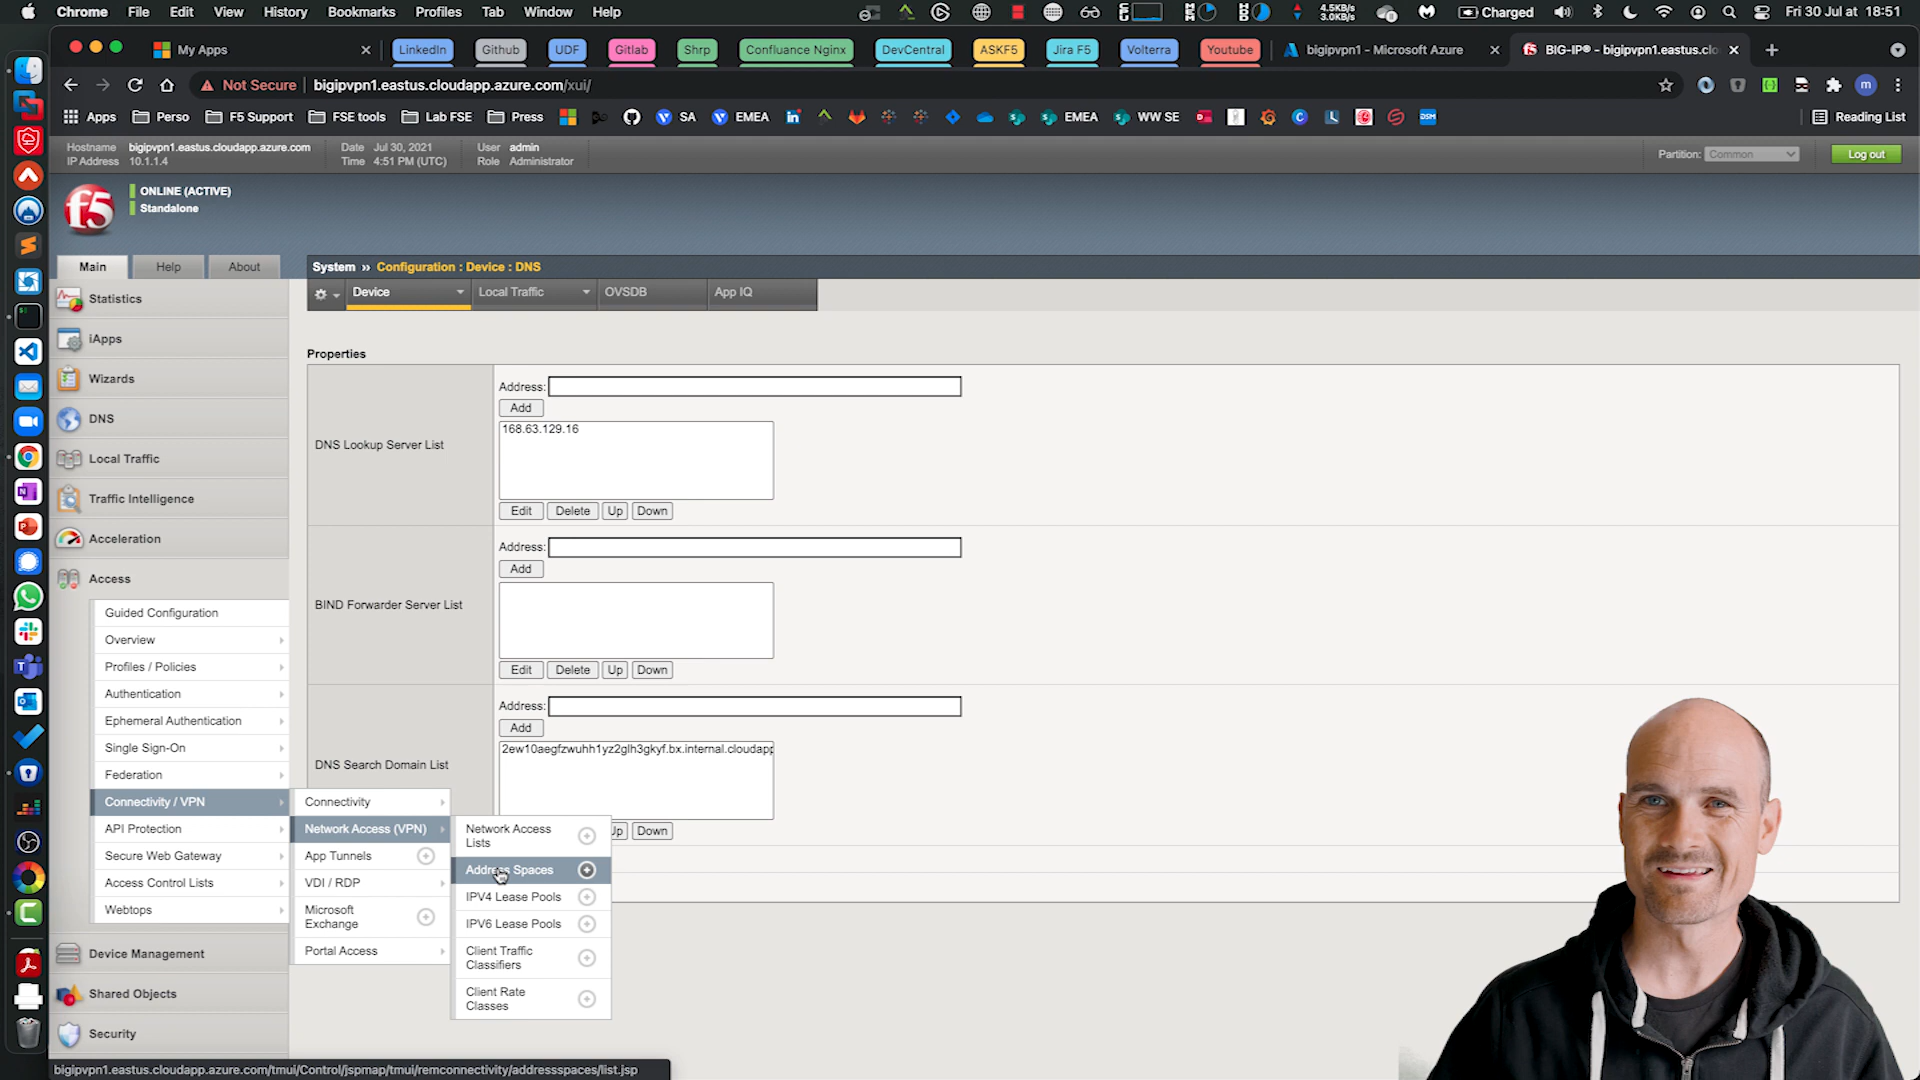 Chrome File Edit View History Bookmarks Profiles Tab Window Help 4.5KB/s 3.0KB/s Charged Fri 30 Jul at 18:51
My Apps LinkedIn Github UDF Gitlab Shrp Confluance Nginx DevCentral ASKF5 Jira F5 Volterra Youtube bigipvpn1 - Microsoft Azure BIG-IP® - bigipvpn1.eastus.clo
Not Secure bigipvpn1.eastus.cloudapp.azure.com/xui/ m
Apps Perso F5 Support FSE tools Lab FSE Press SA EMEA EMEA WW SE Reading List
Hostname bigipvpn1.eastus.cloudapp.azure.com Date Jul 30, 2021 User admin
IP Address 10.1.1.4 Time 4:51 PM (UTC) Role Administrator
Partition: Common Log out
f5
ONLINE (ACTIVE)
Standalone
Main Help About
System » Configuration : Device : DNS
Device Local Traffic OVSDB App IQ
Statistics
iApps
Wizards
DNS
Local Traffic
Traffic Intelligence
Acceleration
Access
Guided Configuration
Overview
Profiles / Policies
Authentication
Ephemeral Authentication
Single Sign-On
Federation
Connectivity / VPN
API Protection
Secure Web Gateway
Access Control Lists
Webtops
Device Management
Shared Objects
Security
Connectivity
Network Access (VPN)
App Tunnels
VDI / RDP
Microsoft
Exchange
Portal Access
Network Access
Lists
Address Spaces
IPV4 Lease Pools
IPV6 Lease Pools
Client Traffic
Classifiers
Client Rate
Classes
Properties
DNS Lookup Server List
Address:
Add
168.63.129.16
Edit Delete Up Down
BIND Forwarder Server List
Address:
Add
Edit Delete Up Down
DNS Search Domain List
Address:
Add
2ew10aegfzwuhh1yz2glh3gkyf.bx.internal.cloudapp
Up Down
bigipvpn1.eastus.cloudapp.azure.com/tmui/Control/jspmap/tmui/remconnectivity/addressspaces/list.jsp